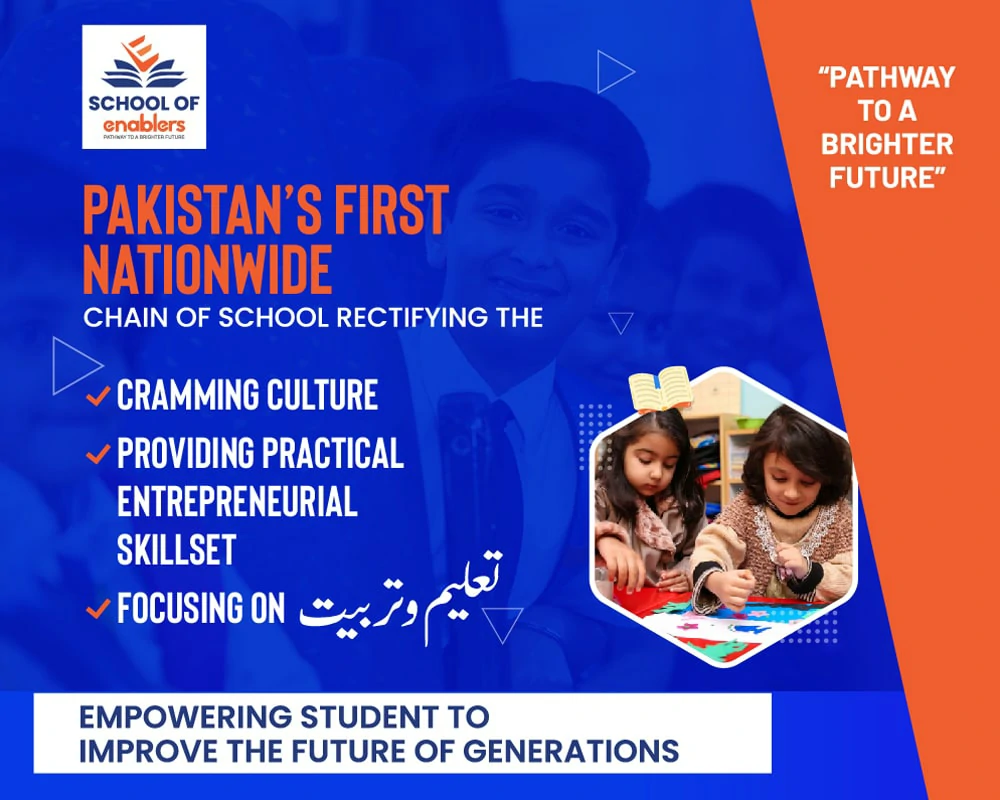 SCHOOL OF
enablers
PATHWAY TO A BRIGHTER FUTURE
"PATHWAY
TO A
BRIGHTER
FUTURE"
PAKISTAN'S FIRST
NATIONWIDE
CHAIN OF SCHOOL RECTIFYING THE
CRAMMING CULTURE
PROVIDING PRACTICAL
ENTREPRENEURIAL
SKILLSET
FOCUSING ON تعلیم و تربیت
EMPOWERING STUDENT TO
IMPROVE THE FUTURE OF GENERATIONS